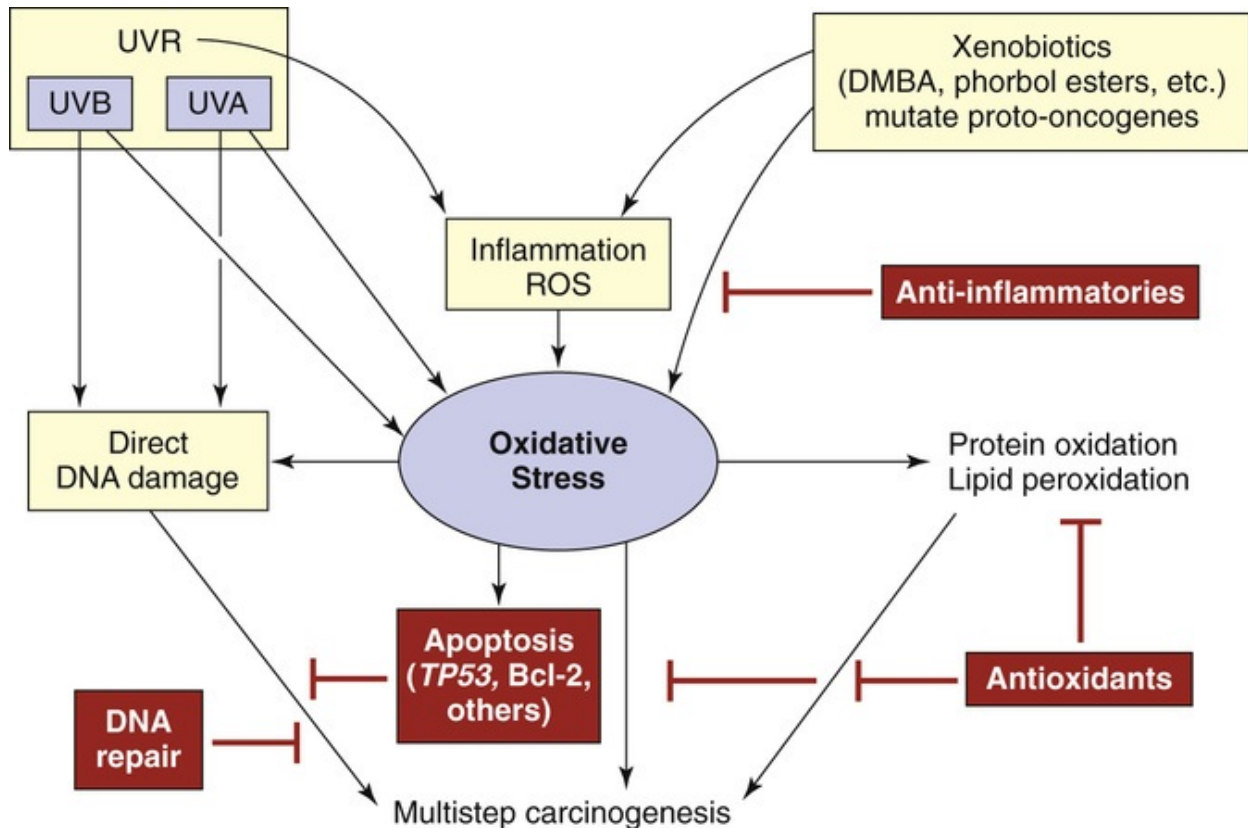 UVR
UVB
UVA
Xenobiotics
(DMBA, phorbol esters, etc.)
mutate proto-oncogenes
Inflammation
ROS
Anti-inflammatories
Direct
DNA damage
Oxidative
Stress
Protein oxidation
Lipid peroxidation
Apoptosis
(TP53, Bcl-2,
others)
Antioxidants
DNA
repair
Multistep carcinogenesis